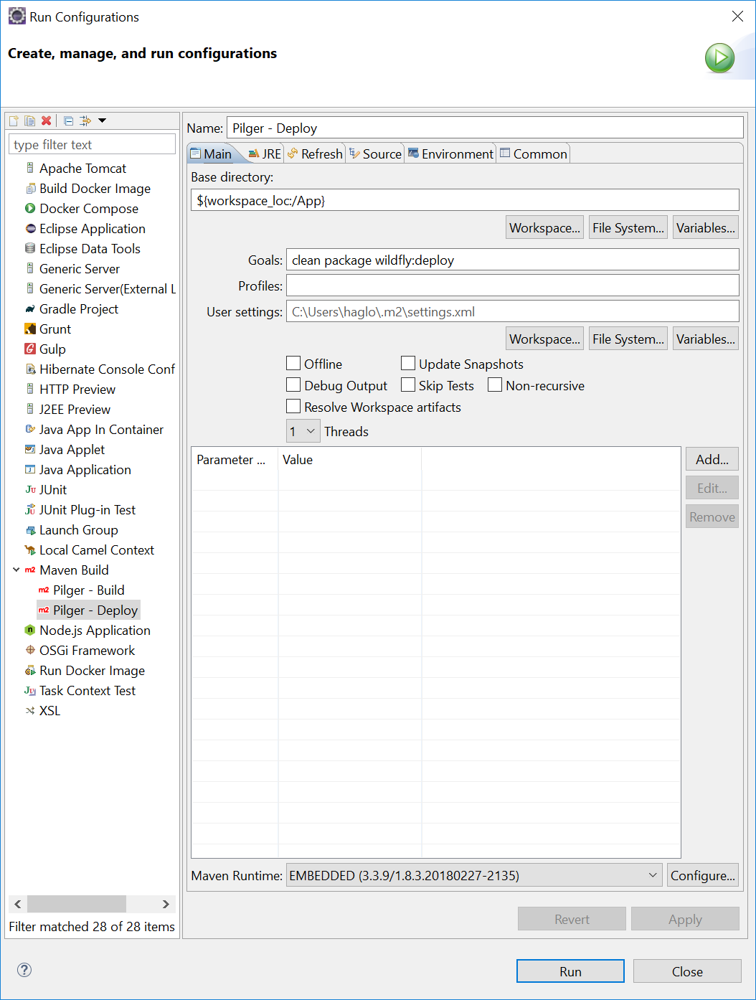 Run Configurations
Create, manage, and run configurations
type filter text
Apache Tomcat
Build Docker Image
Docker Compose
Eclipse Application
Eclipse Data Tools
Generic Server
Generic Server(External L
Gradle Project
Grunt
Gulp
Hibernate Console Conf
HTTP Preview
J2EE Preview
Java App In Container
Java Applet
Java Application
JUnit
JUnit Plug-in Test
Launch Group
Local Camel Context
Maven Build
Pilger - Build
Pilger - Deploy
Node.js Application
OSGi Framework
Run Docker Image
Task Context Test
XSL
Filter matched 28 of 28 items
Name: Pilger - Deploy
Main JRE Refresh Source Environment Common
Base directory:
${workspace_loc:/App}
Workspace... File System... Variables...
Goals: clean package wildfly:deploy
Profiles:
User settings: C:\Users\haglo\.m2\settings.xml
Workspace... File System... Variables...
Offline Update Snapshots
Debug Output Skip Tests Non-recursive
Resolve Workspace artifacts
1 Threads
Parameter ... Value Add...
Edit...
Remove
Maven Runtime: EMBEDDED (3.3.9/1.8.3.20180227-2135) Configure...
Revert Apply
Run Close